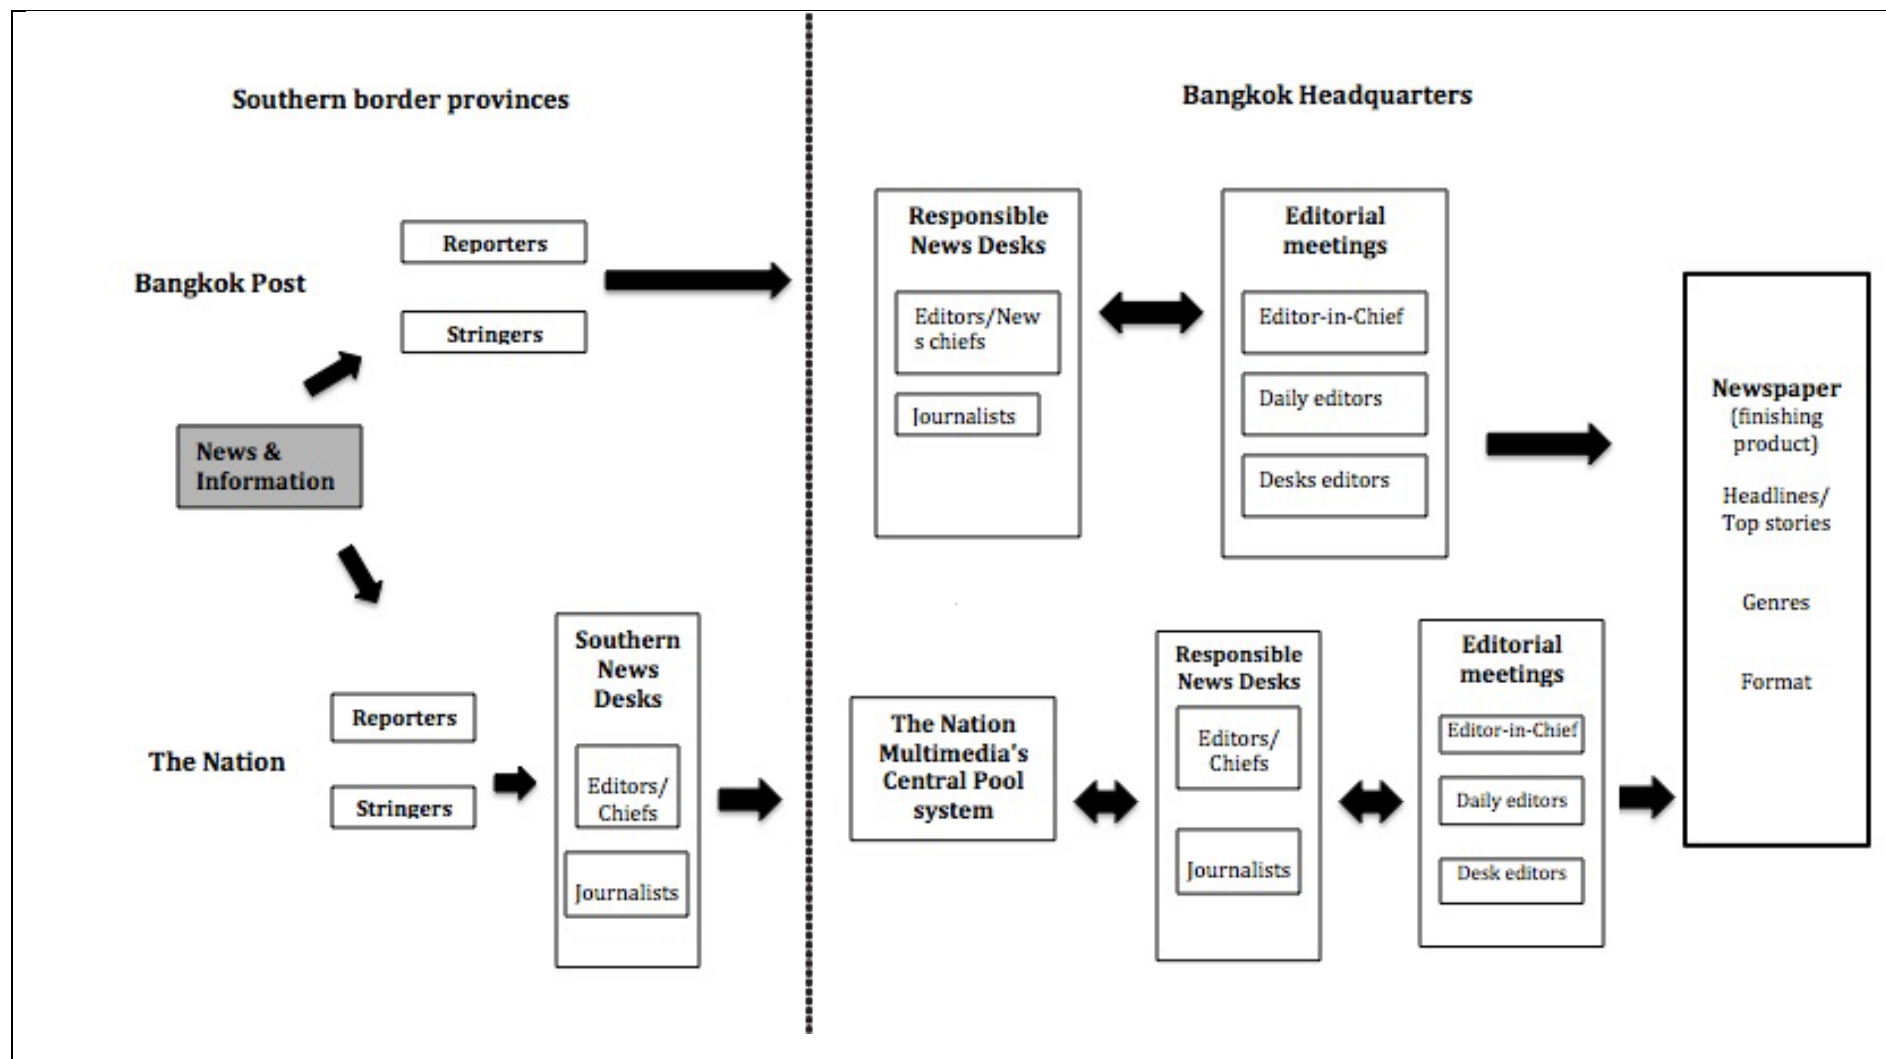 Southern border provinces
Bangkok Headquarters
Bangkok Post
Reporters
Stringers
News &
Information
The Nation
Reporters
Stringers
Southern
News
Desks
Editors/
Chiefs
Journalists
Responsible
News Desks
Editors/New
s chiefs
Journalists
Editorial
meetings
Editor-in-Chief
Daily editors
Desks editors
The Nation
Multimedia's
Central Pool
system
Responsible
News Desks
Editors/
Chiefs
Journalists
Editorial
meetings
Editor-in-Chief
Daily editors
Desk editors
Newspaper
(finishing
product)
Headlines/
Top stories
Genres
Format